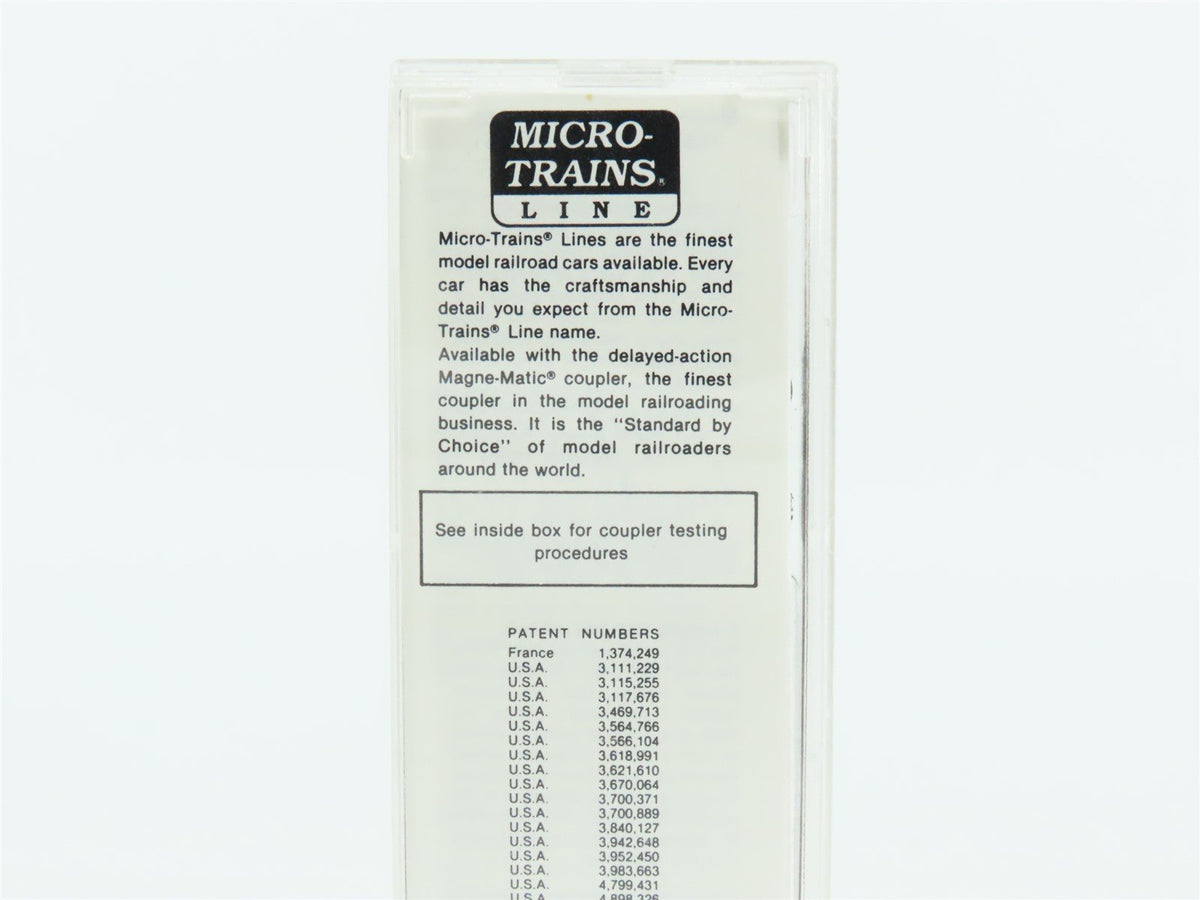 MICRO-
TRAINS®
LINE
Micro-Trains® Lines are the finest
model railroad cars available. Every
car has the craftsmanship and
detail you expect from the Micro-
Trains® Line name.
Available with the delayed-action
Magne-Matic® coupler, the finest
coupler in the model railroading
business. It is the "Standard by
Choice" of model railroaders
around the world.
See inside box for coupler testing
procedures
PATENT NUMBERS
France 1,374,249
U.S.A. 3,111,229
U.S.A. 3,115,255
U.S.A. 3,117,676
U.S.A. 3,469,713
U.S.A. 3,564,766
U.S.A. 3,566,104
U.S.A. 3,618,991
U.S.A. 3,621,610
U.S.A. 3,670,064
U.S.A. 3,700,371
U.S.A. 3,700,889
U.S.A. 3,840,127
U.S.A. 3,942,648
U.S.A. 3,952,450
U.S.A. 3,983,663
U.S.A. 4,799,431
U.S.A. 4,898,326